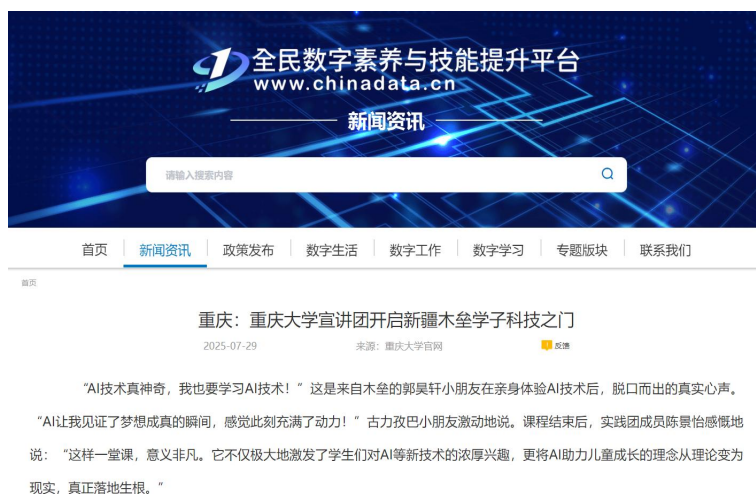 全民数字素养与技能提升平台
www.chinadata.cn
新闻资讯
请输入搜索内容
首页 新闻资讯 政策发布 数字生活 数字工作 数字学习 专题版块 联系我们
首页
重庆：重庆大学宣讲团开启新疆木垒学子科技之门
2025-07-29 来源：重庆大学官网 反馈
“AI技术真神奇，我也要学习AI技术！”这是来自木垒的郭昊轩小朋友在亲身体验AI技术后，脱口而出的真实心声。
“AI让我见证了梦想成真的瞬间，感觉此刻充满了动力！”古力孜巴小朋友激动地说。课程结束后，实践团成员陈景怡感慨地
说：“这样一堂课，意义非凡。它不仅极大地激发了学生们对AI等新技术的浓厚兴趣，更将AI助力儿童成长的理念从理论变为
现实，真正落地生根。”